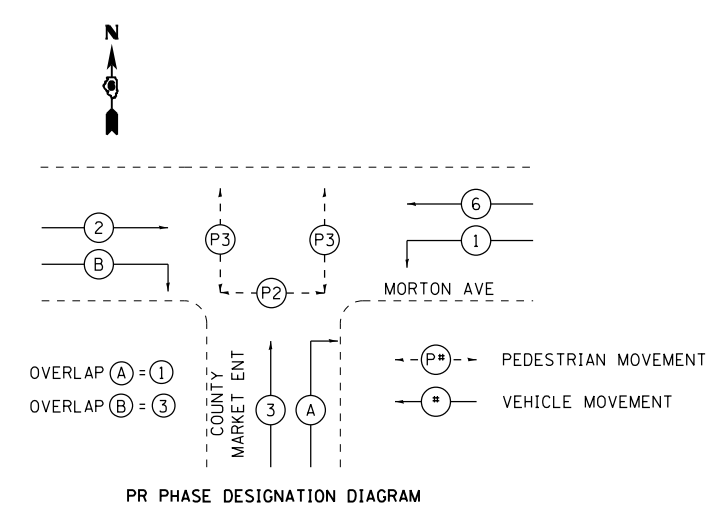 N
6
2
P3
P3
1
B
P2
MORTON AVE
OVERLAP A = 1
OVERLAP B = 3
COUNTY
MARKET ENT
3
A
P# PEDESTRIAN MOVEMENT
# VEHICLE MOVEMENT
PR PHASE DESIGNATION DIAGRAM